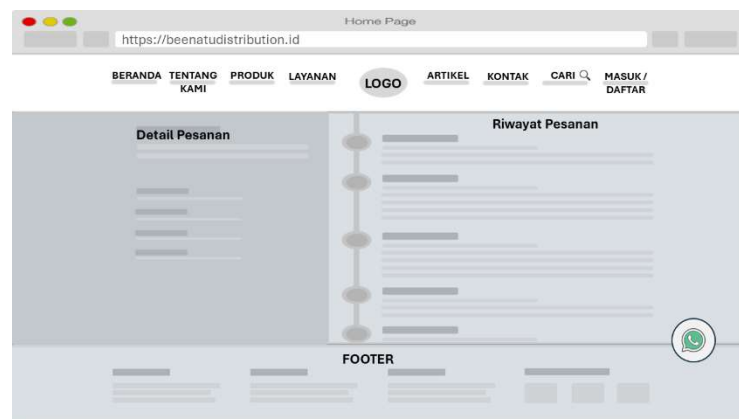 Home Page
https://beenatudistribution.id
BERANDA TENTANG KAMI PRODUK LAYANAN LOGO ARTIKEL KONTAK CARI MASUK / DAFTAR
Detail Pesanan
Riwayat Pesanan
FOOTER